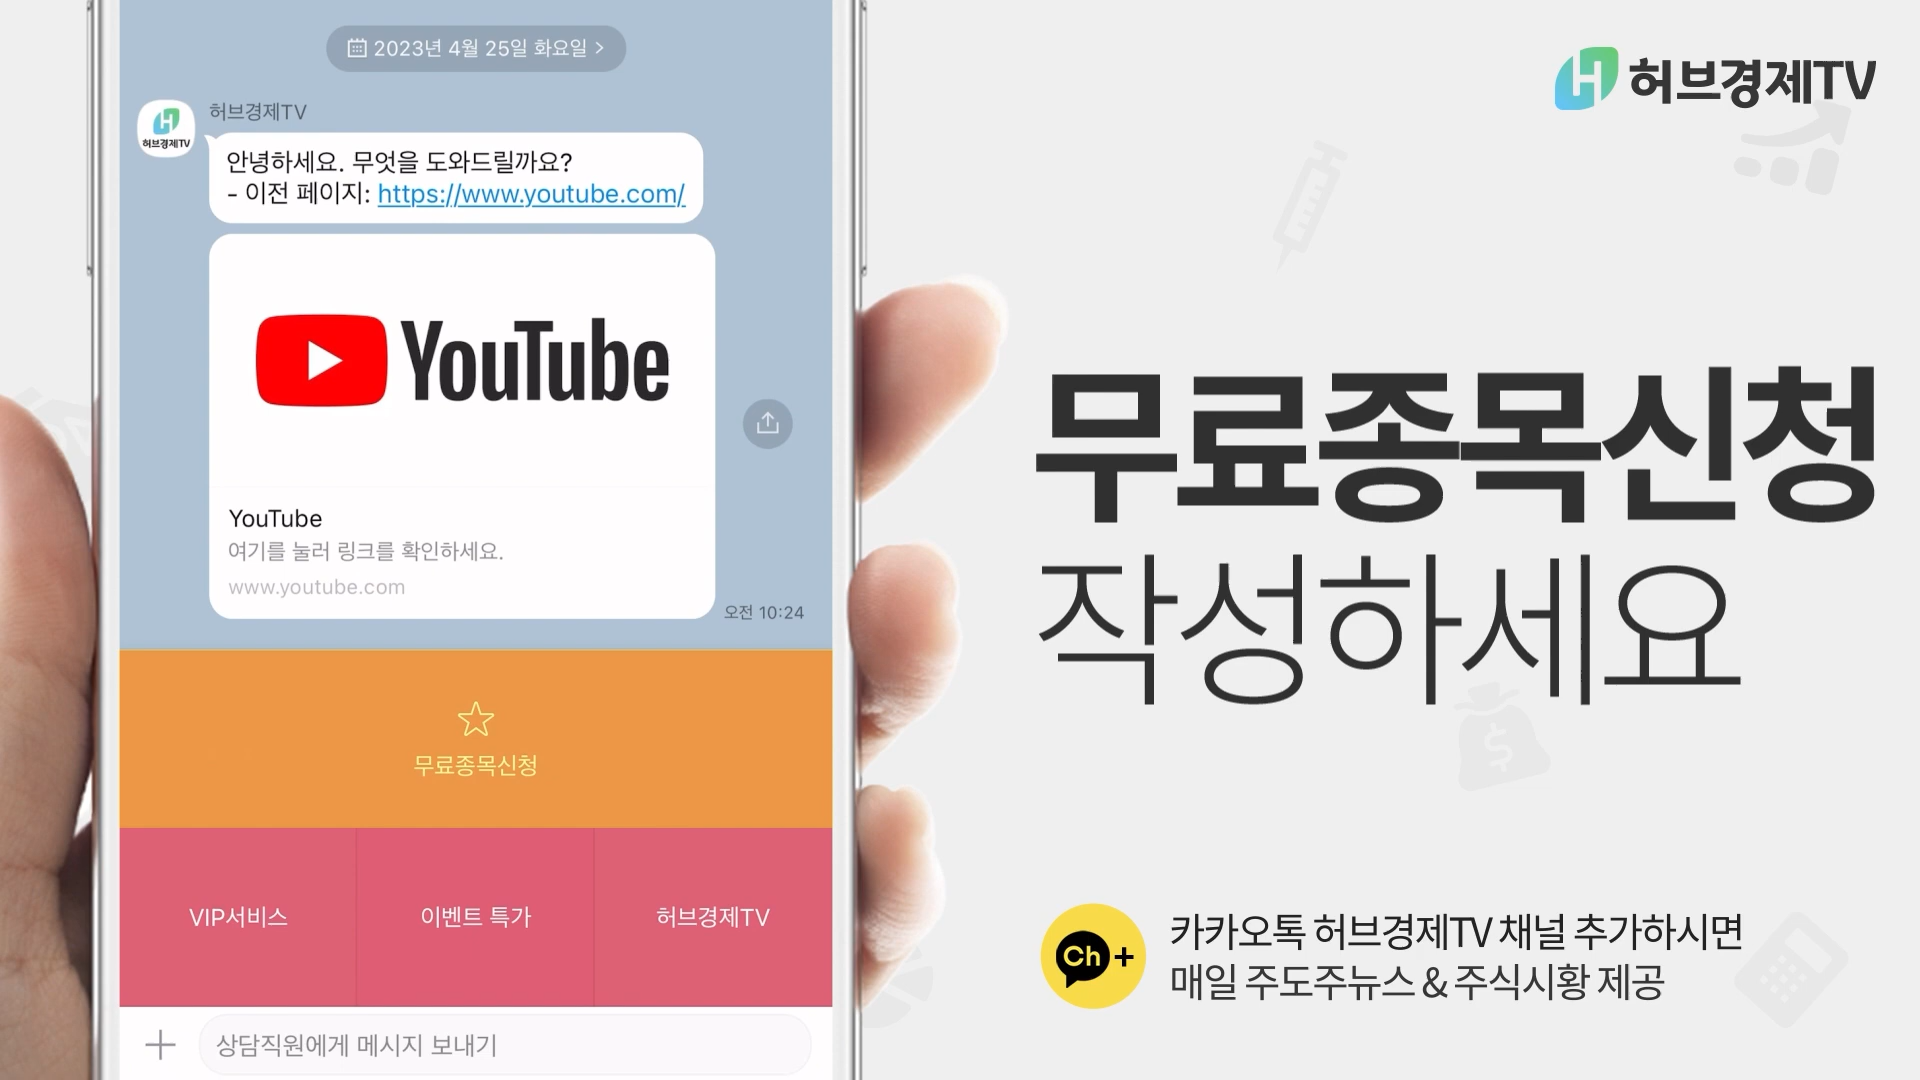 2023년 4월 25일 화요일 >
허브경제TV
허브경제TV
안녕하세요. 무엇을 도와드릴까요?
- 이전 페이지: https://www.youtube.com/
YouTube
YouTube
여기를 눌러 링크를 확인하세요.
www.youtube.com
오전 10:24
무료종목신청
VIP서비스
이벤트 특가
허브경제TV
상담직원에게 메시지 보내기
허브경제TV
무료종목신청
작성하세요
Ch+
카카오톡 허브경제TV 채널 추가하시면
매일 주도주뉴스 & 주식시황 제공